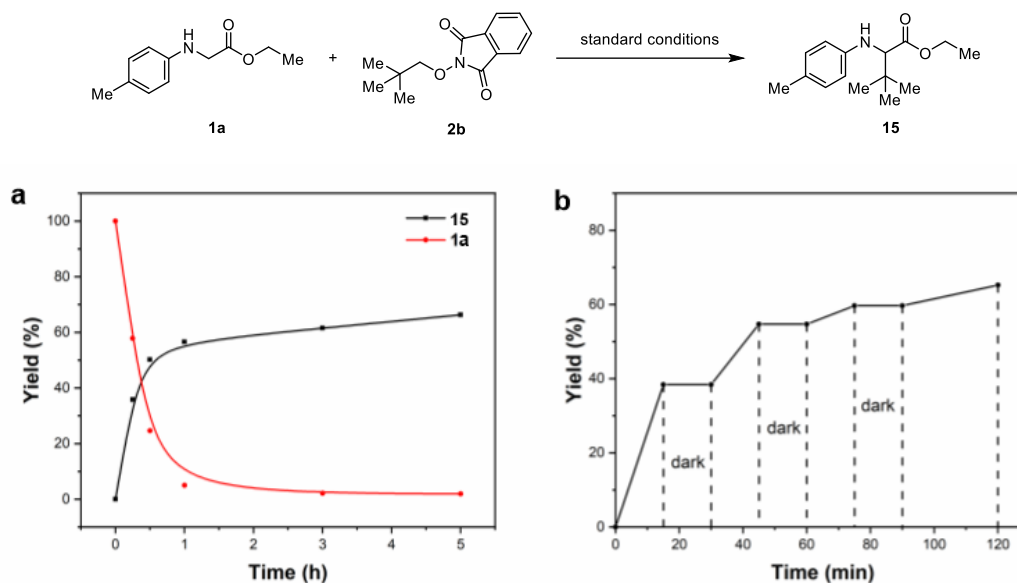 H
N
O
O
CH₃
Me
1a
+
O
N
O
O
Me
Me
Me
2b
standard conditions
H
N
O
O
CH₃
Me
Me
Me
Me
15
a
Yield (%)
100
80
60
40
20
0
15
1a
0
1
2
3
4
5
Time (h)
b
Yield (%)
80
60
40
20
0
dark
dark
dark
0
20
40
60
80
100
120
Time (min)